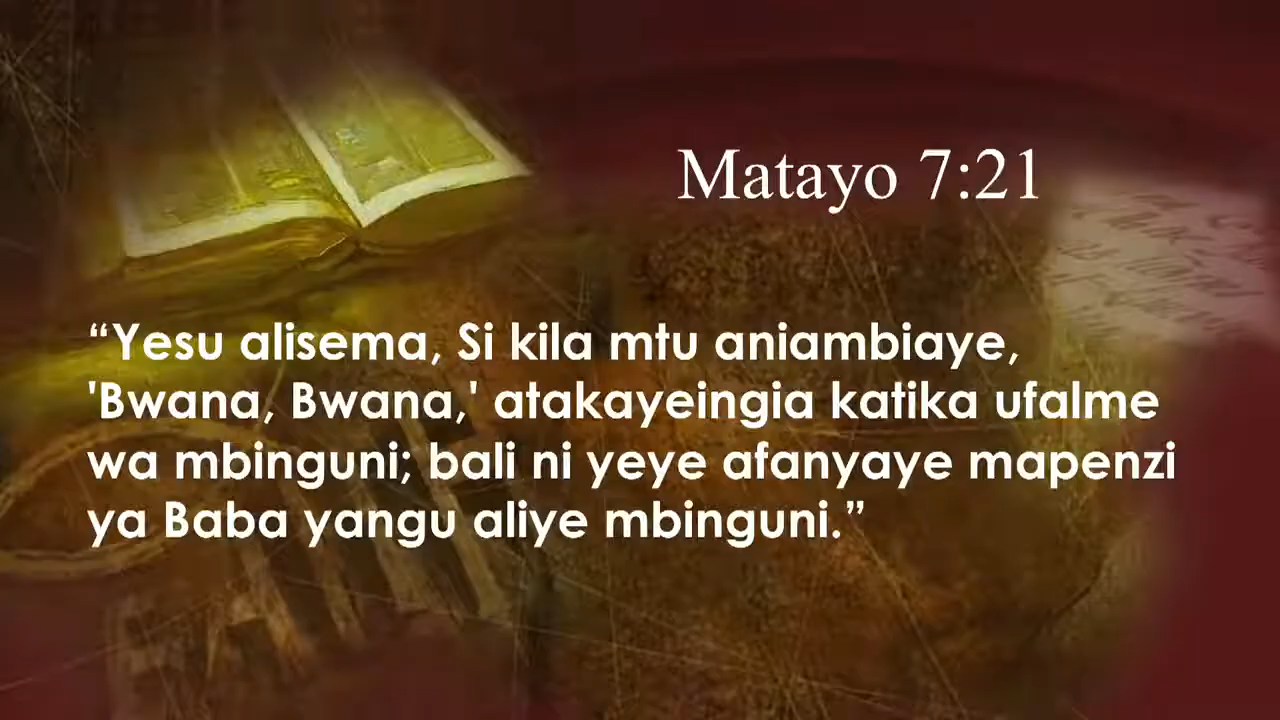 Matayo 7:21
“Yesu alisema, Si kila mtu aniambiaye,
'Bwana, Bwana,' atakayeingia katika ufalme
wa mbinguni; bali ni yeye afanyaye mapenzi
ya Baba yangu aliye mbinguni.”